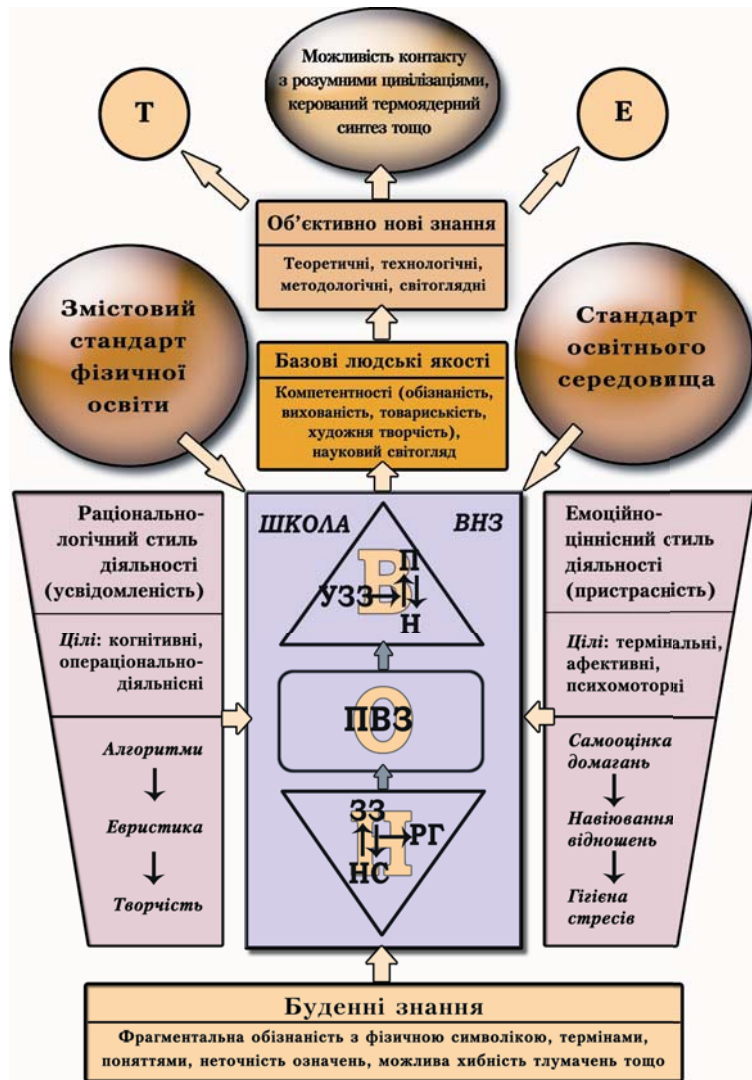 Можливість контакту
з розумними цивілізаціями,
керований термоядерний
синтез тощо
Т
Е
Об’єктивно нові знання
Теоретичні, технологічні,
методологічні, світоглядні
Змістовий
стандарт
фізичної
освіти
Стандарт
освітнього
середовища
Базові людські якості
Компетентності (обізнаність,
вихованість, товариськість,
художня творчість),
науковий світогляд
Раціонально-
логічний стиль
діяльності
(усвідомленість)
Цілі: когнітивні,
операціонально-
діяльнісні
Алгоритми
Евристика
Творчість
ШКОЛА
ВНЗ
В
П
УЗЗ
Н
О
ПВЗ
Н
ЗЗ
РГ
НС
Емоційно-
ціннісний стиль
діяльності
(пристрасність)
Цілі: термінальні,
афективні,
психомоторні
Самооцінка
домагань
Навіювання
відношень
Гігієна
стресів
Буденні знання
Фрагментальна обізнаність з фізичною символікою, термінами,
поняттями, неточність означень, можлива хибність тлумачень тощо